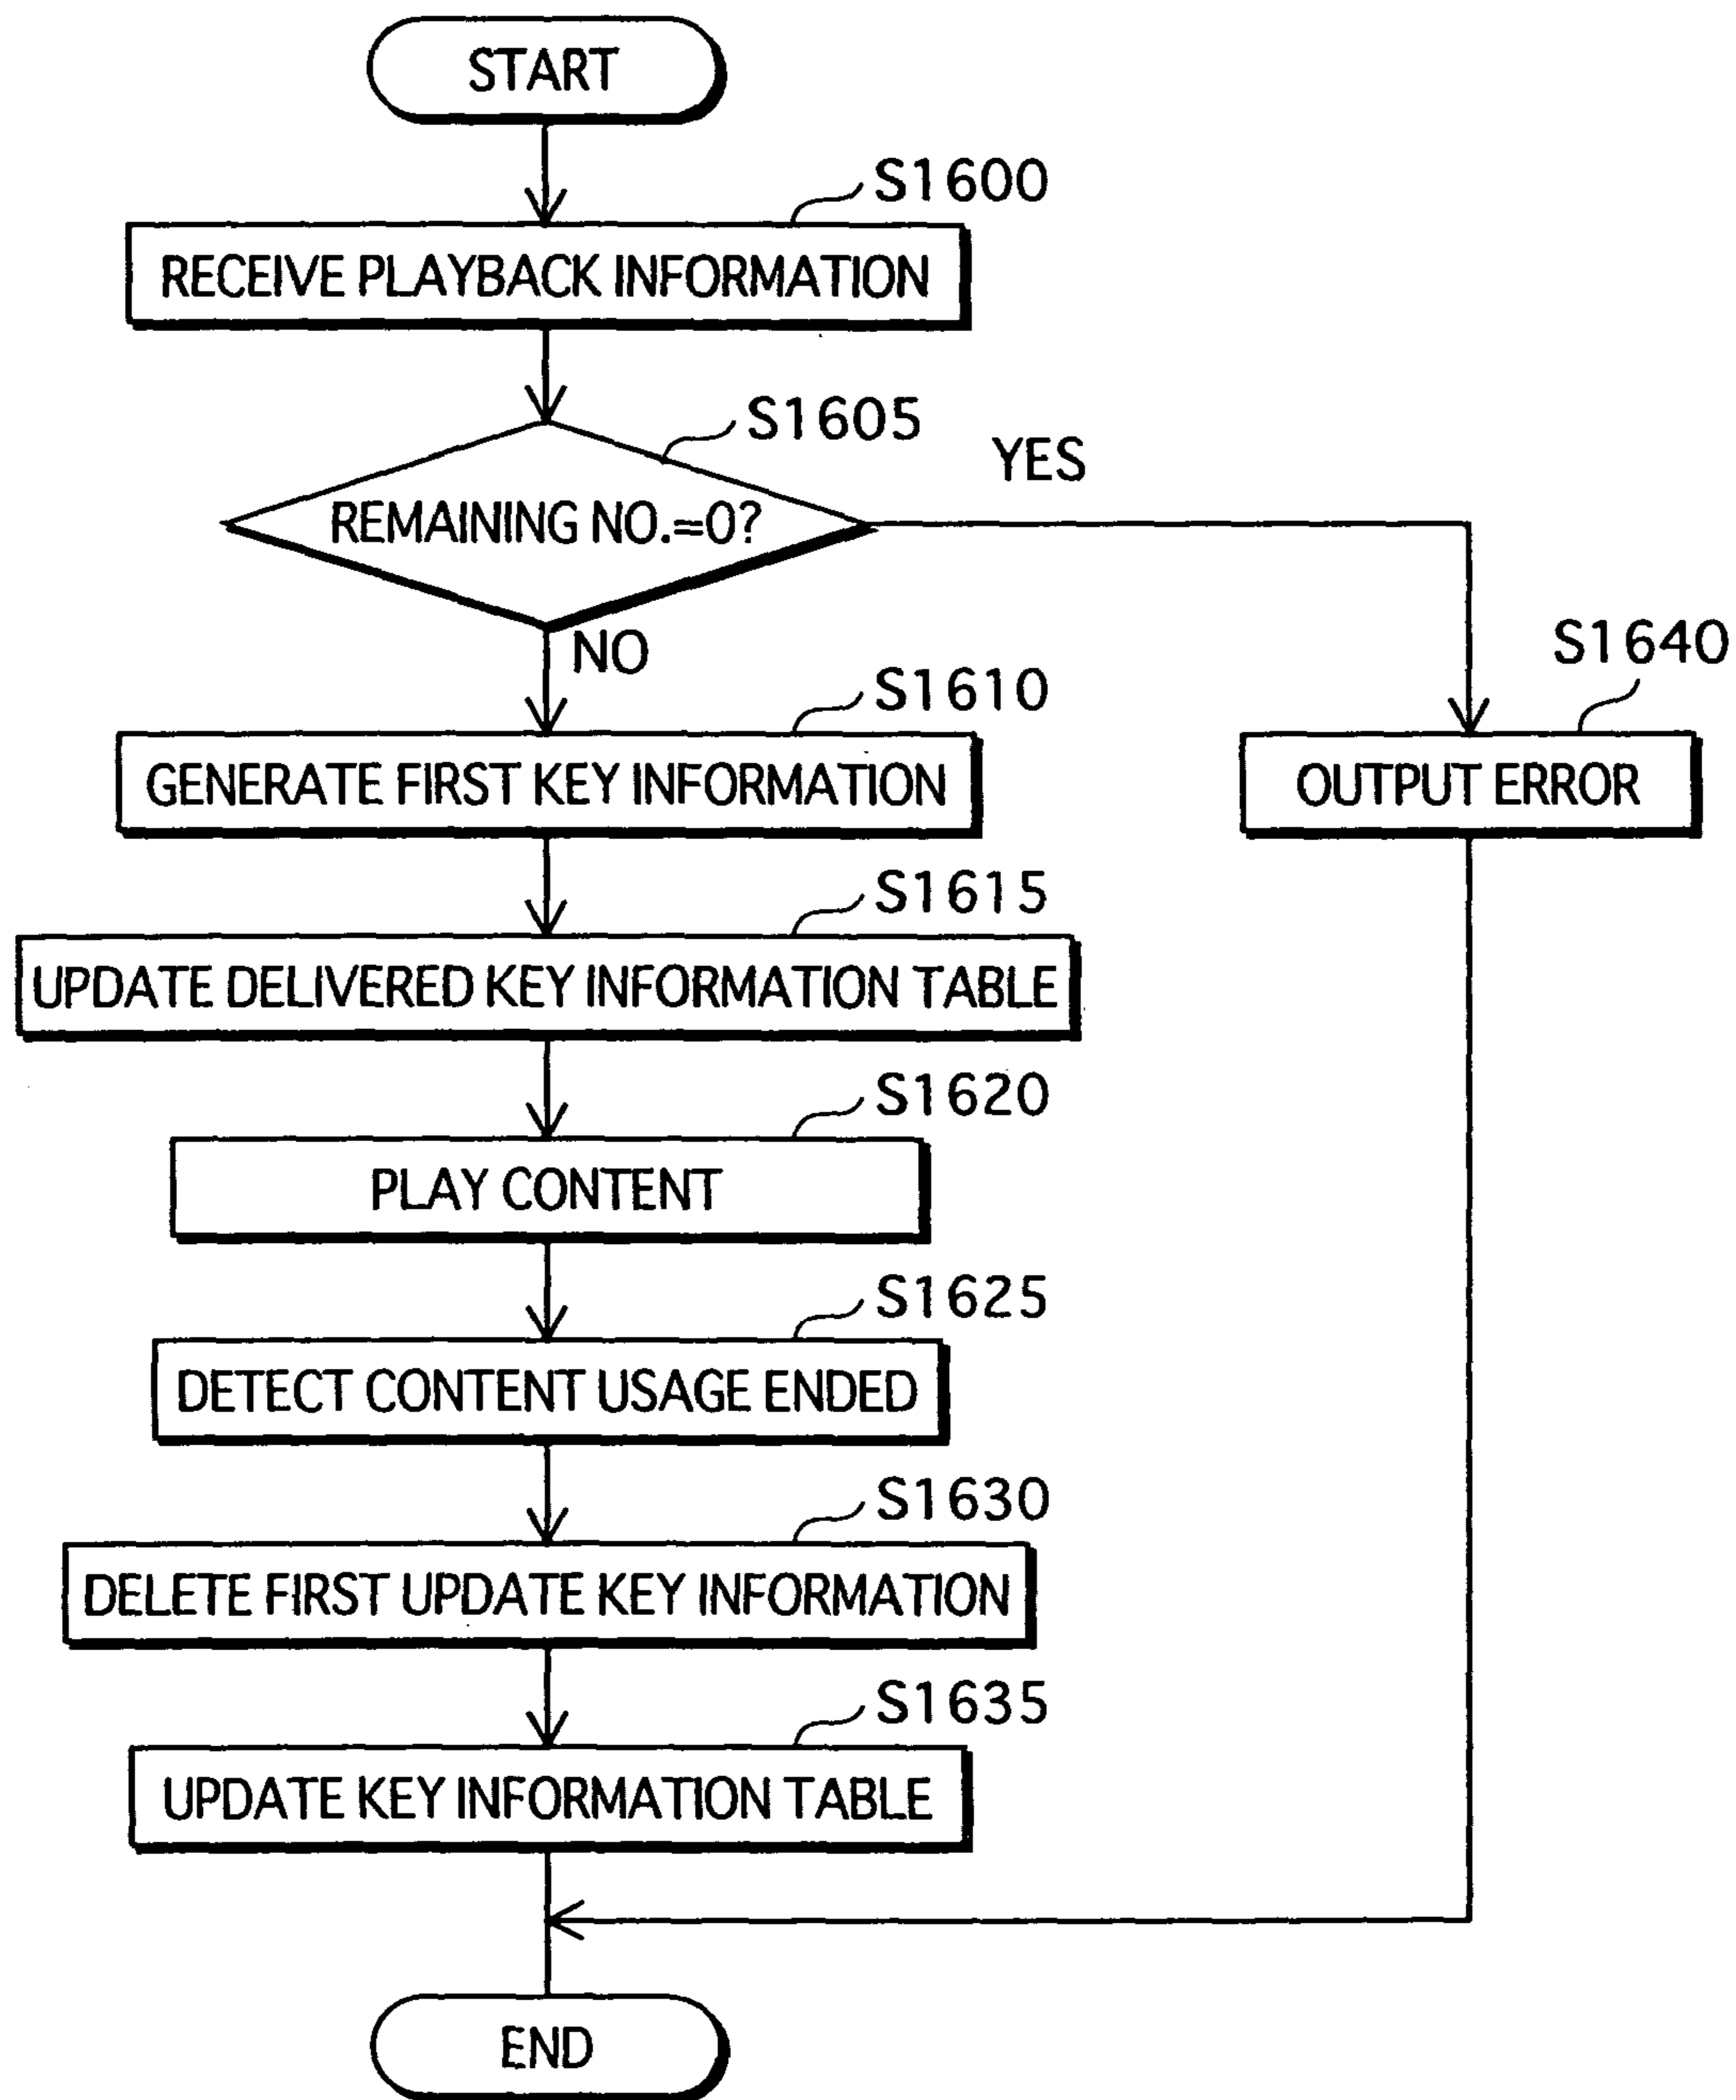 START
S1600
RECEIVE PLAYBACK INFORMATION
S1605
YES
REMAINING NO.=0?
NO
S1640
S1610
GENERATE FIRST KEY INFORMATION
OUTPUT ERROR
S1615
UPDATE DELIVERED KEY INFORMATION TABLE
S1620
PLAY CONTENT
S1625
DETECT CONTENT USAGE ENDED
S1630
DELETE FIRST UPDATE KEY INFORMATION
S1635
UPDATE KEY INFORMATION TABLE
END